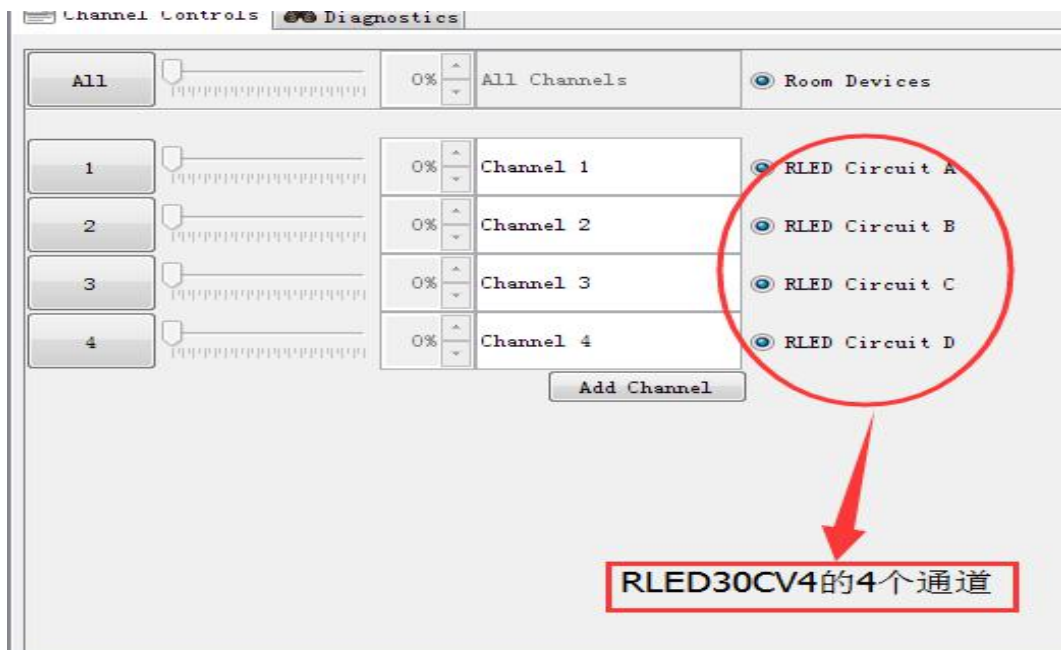 Channel Controls Diagnostics
All 0% All Channels Room Devices
1 0% Channel 1 RLED Circuit A
2 0% Channel 2 RLED Circuit B
3 0% Channel 3 RLED Circuit C
4 0% Channel 4 RLED Circuit D
Add Channel
RLED30CV4的4个通道